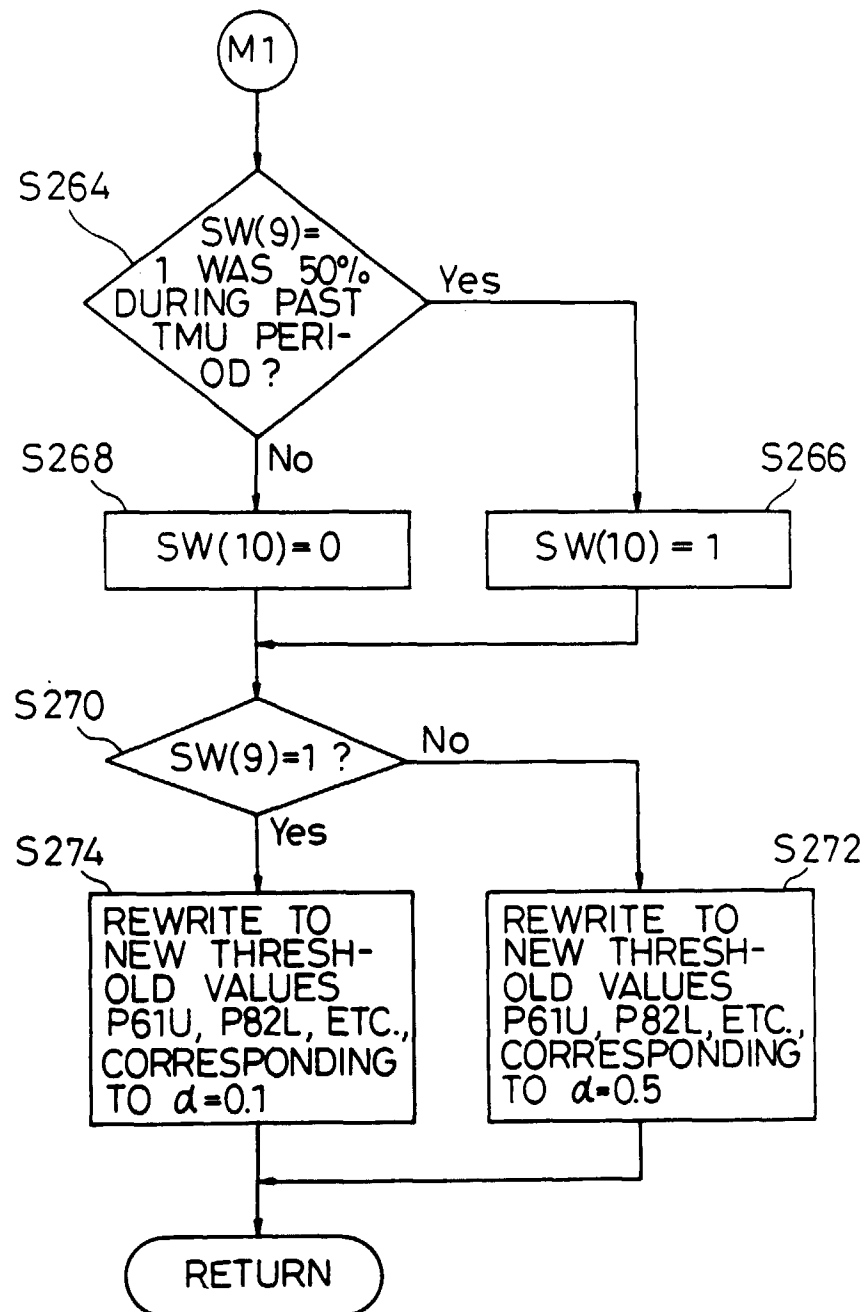 M1
S264
SW(9)=
1 WAS 50%
DURING PAST
TMU PERI-
OD?
Yes
No
S268
S266
SW(10)=0
SW(10)=1
S270
SW(9)=1 ?
No
Yes
S274
S272
REWRITE TO
NEW THRESH-
OLD VALUES
P61U, P82L, ETC.,
CORRESPONDING
TO α=0.1
REWRITE TO
NEW THRESH-
OLD VALUES
P61U, P82L, ETC.,
CORRESPONDING
TO α=0.5
RETURN